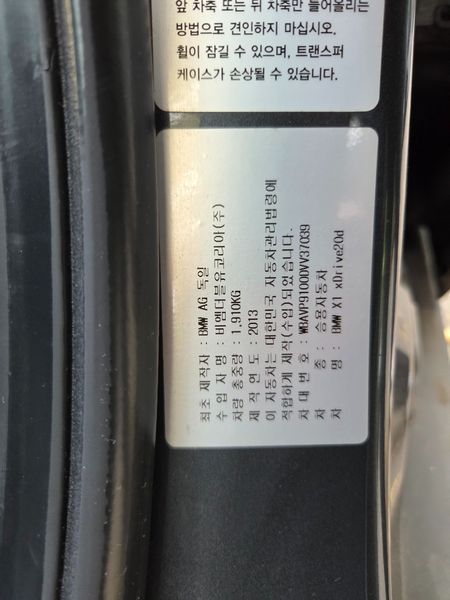 앞 차축 또는 뒤 차축만 들어올리는
방법으로 견인하지 마십시오.
휠이 잠길 수 있으며, 트랜스퍼
케이스가 손상될 수 있습니다.
최초 제작자 : BMW AG 독일
수 입 자 명 : 비엠더블유코리아(주)
차량 총중량 : 1.910KG
제 작 연 도 : 2013
이 자동차는 대한민국 자동차관리법령에
적합하게 제작(수입)되었습니다.
차 대 번 호 : WBAVP9100DVV37039
차 종 : 승용자동차
차 명 : BMW X1 xDrive20d